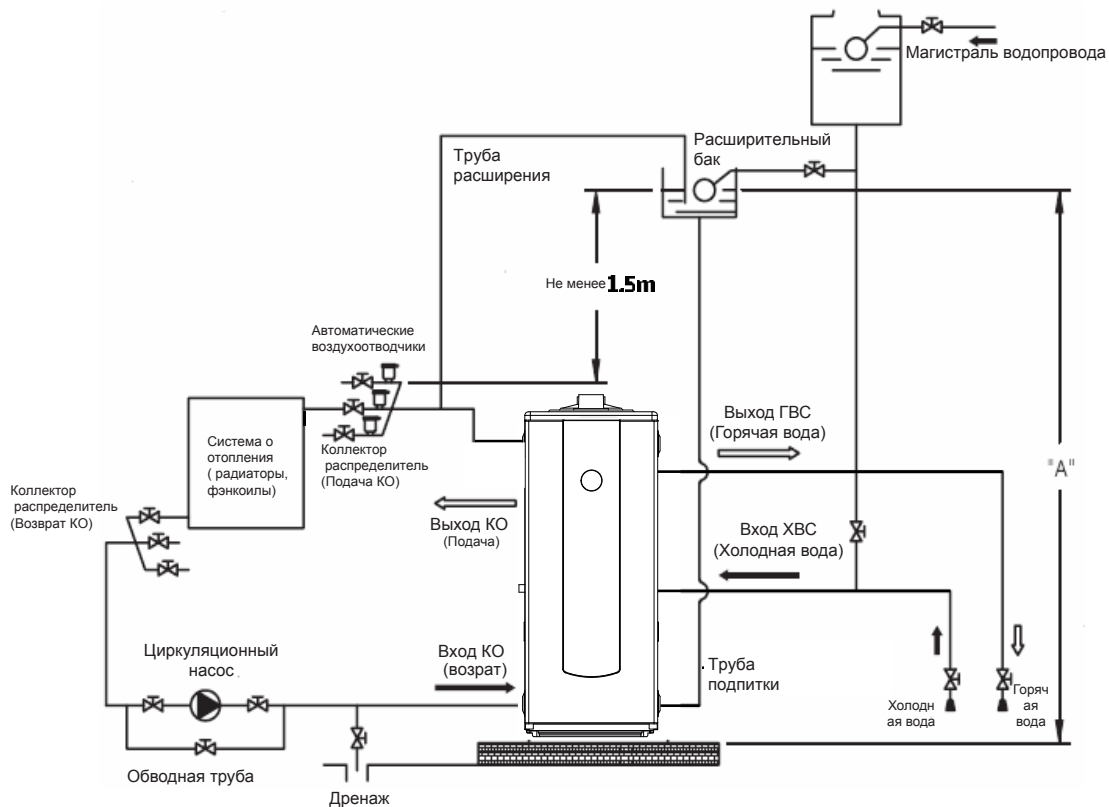 Магистраль водопровода
Расширительный
бак
Труба
расширения
Не менее 1.5m
Автоматические
воздухоотводчики
Выход ГВС
(Горячая вода)
Система о
отопления
( радиаторы,
фэнкоилы)
Коллектор
распределитель
(Подача КО)
"A"
Коллектор
распределитель
(Возврат КО)
Выход КО
(Подача)
Вход ХВС
(Холодная вода)
Циркуляционный
насос
Вход КО
(возрат)
Труба
подпитки
Холодн
ая вода
Горяч
ая
вода
Обводная труба
Дренаж